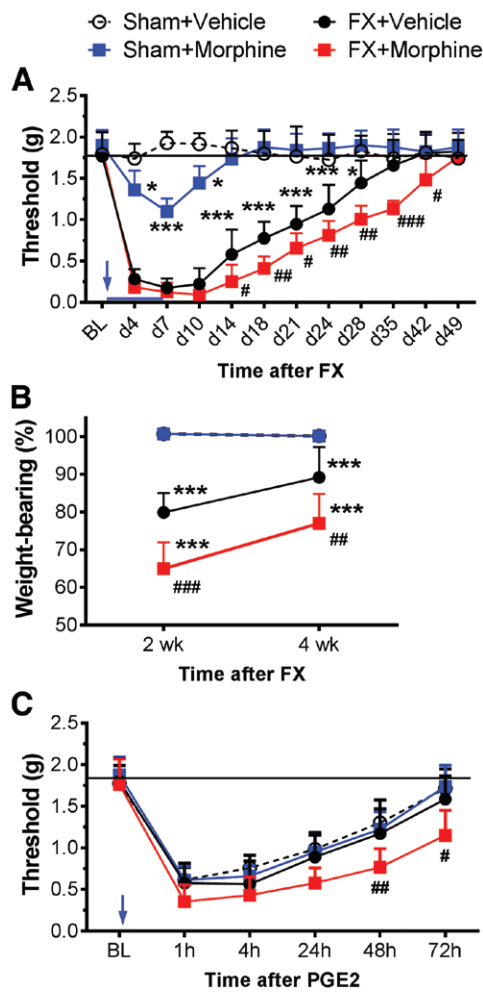 Sham+Vehicle FX+Vehicle
Sham+Morphine FX+Morphine
A
Threshold (g)
2.5
2.0
1.5
1.0
0.5
0.0
* *
***
*** *** *** *** *
# ## # ## ## ### #
BL d4 d7 d10 d14 d18 d21 d24 d28 d35 d42 d49
Time after FX
B
Weight-bearing (%)
100
90
80
70
60
50
*** ***
*** ***
### ##
2 wk 4 wk
Time after FX
C
Threshold (g)
2.5
2.0
1.5
1.0
0.5
0.0
## #
BL 1h 4h 24h 48h 72h
Time after PGE2